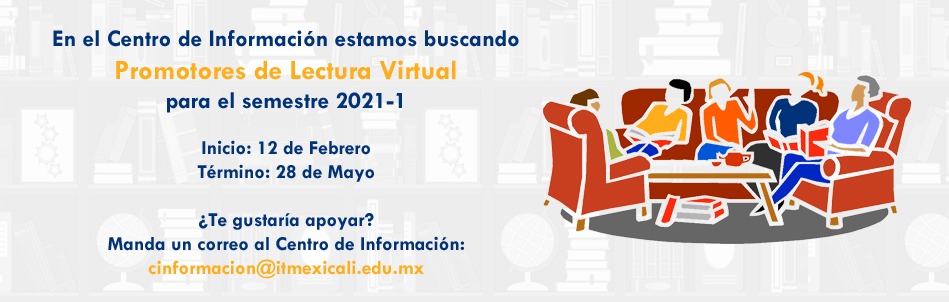 En el Centro de Información estamos buscando
Promotores de Lectura Virtual
para el semestre 2021-1
Inicio: 12 de Febrero
Término: 28 de Mayo
¿Te gustaría apoyar?
Manda un correo al Centro de Información:
cinformacion@itmexicali.edu.mx